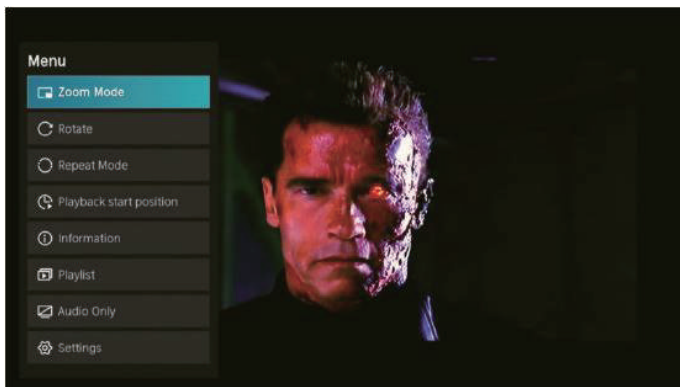 Menu
Zoom Mode
Rotate
Repeat Mode
Playback start position
Information
Playlist
Audio Only
Settings